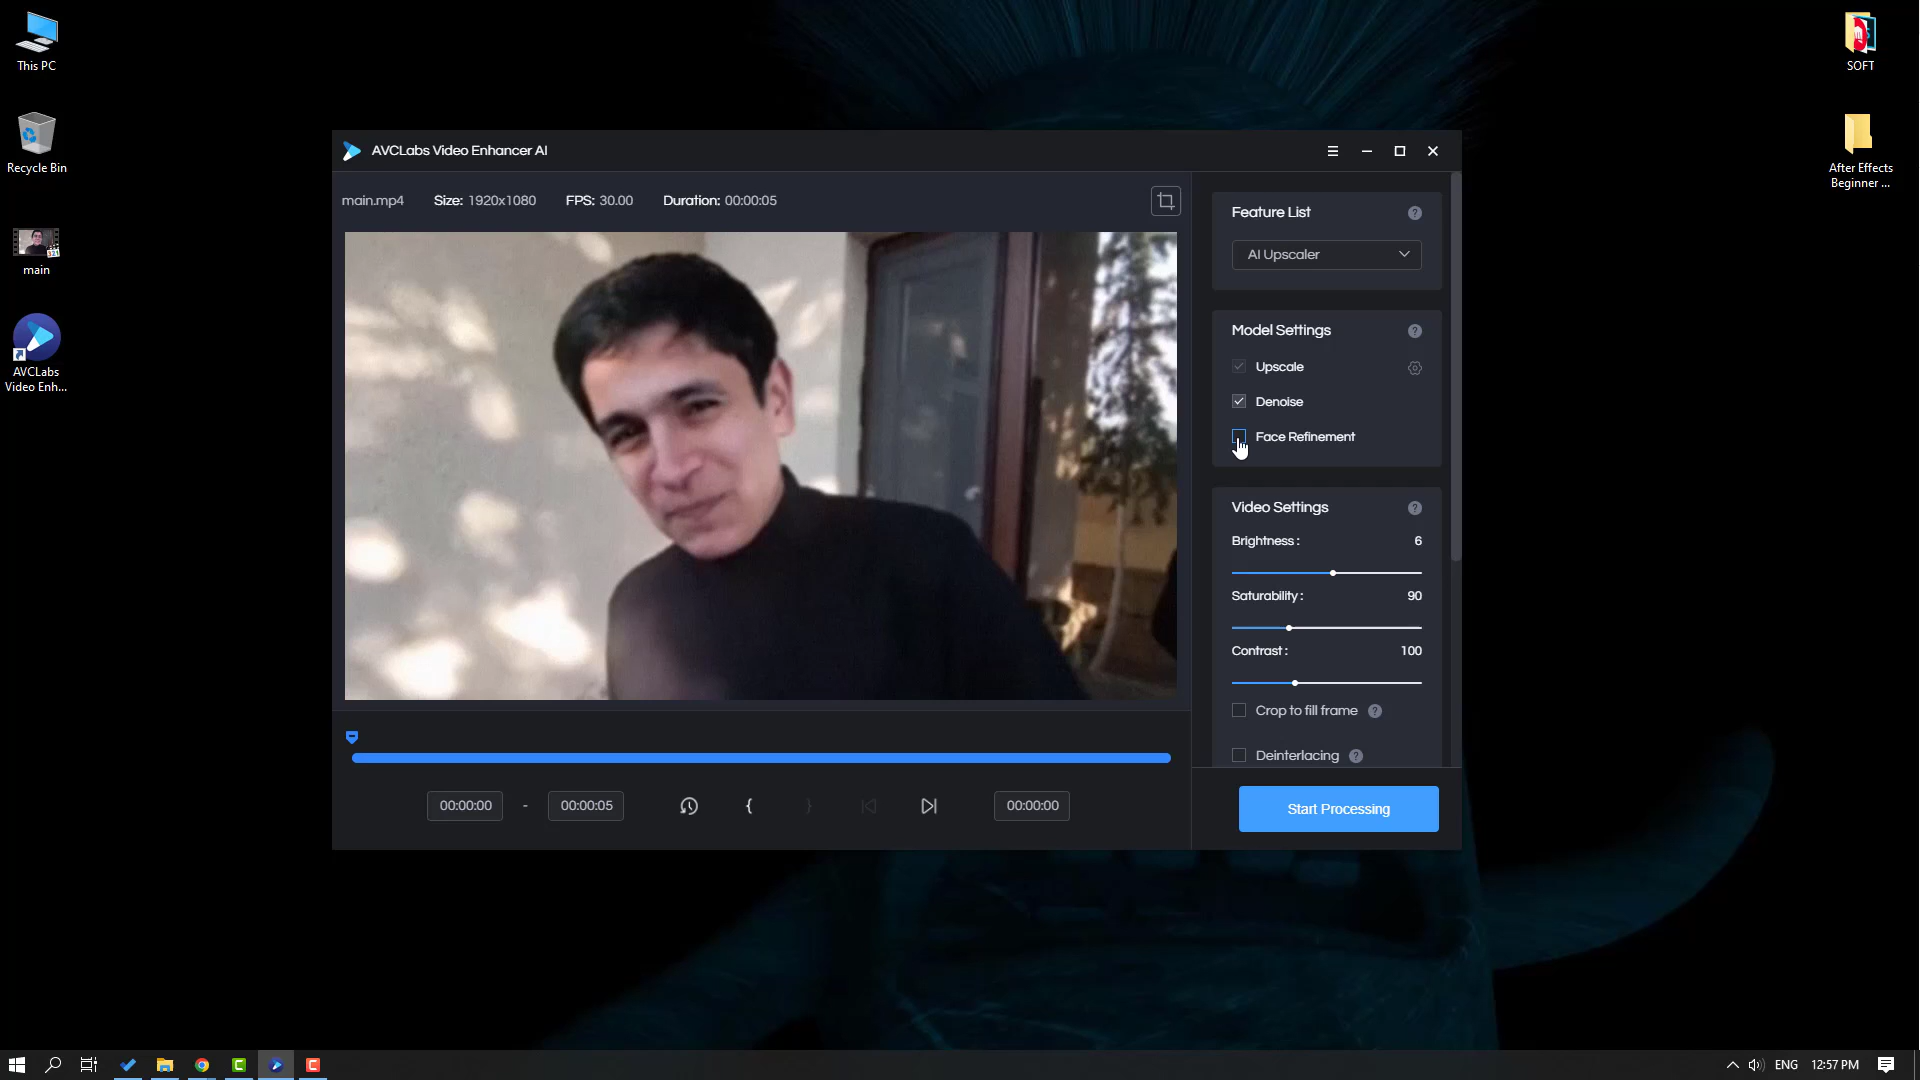 This PC
Recycle Bin
main
AVCLabs
Video Enh...
SOFT
After Effects
Beginner ...
AVCLabs Video Enhancer AI
main.mp4 Size: 1920x1080 FPS: 30.00 Duration: 00:00:05
Feature List
AI Upscaler
Model Settings
Upscale
Denoise
Face Refinement
Video Settings
Brightness : 6
Saturability : 90
Contrast : 100
Crop to fill frame
Deinterlacing
00:00:00 - 00:00:05 { } 00:00:00
Start Processing
ENG 12:57 PM